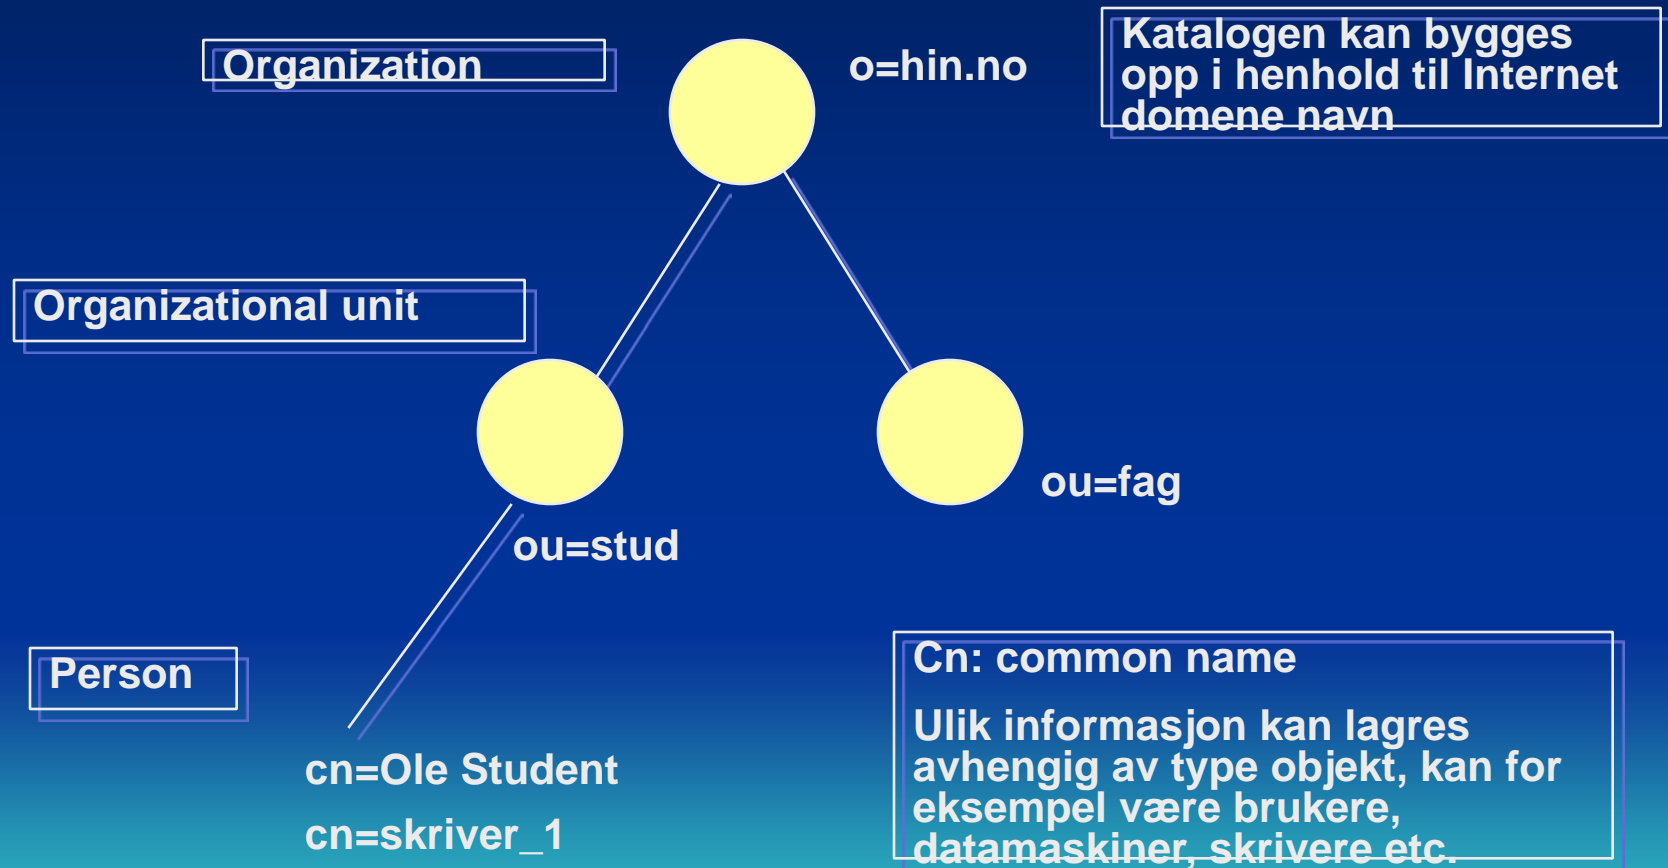 Organization
o=hin.no
Katalogen kan bygges
opp i henhold til Internet
domene navn
Organizational unit
ou=fag
ou=stud
Person
cn=Ole Student
cn=skriver_1
Cn: common name
Ulik informasjon kan lagres
avhengig av type objekt, kan for
eksempel være brukere,
datamaskiner, skrivere etc.